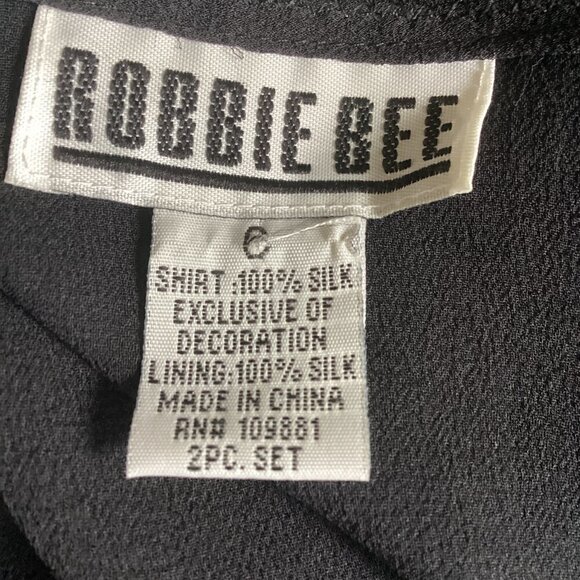 ROBBIE BEE
6
SHIRT:100% SILK
EXCLUSIVE OF
DECORATION
LINING:100% SILK
MADE IN CHINA
RN# 109881
2PC. SET